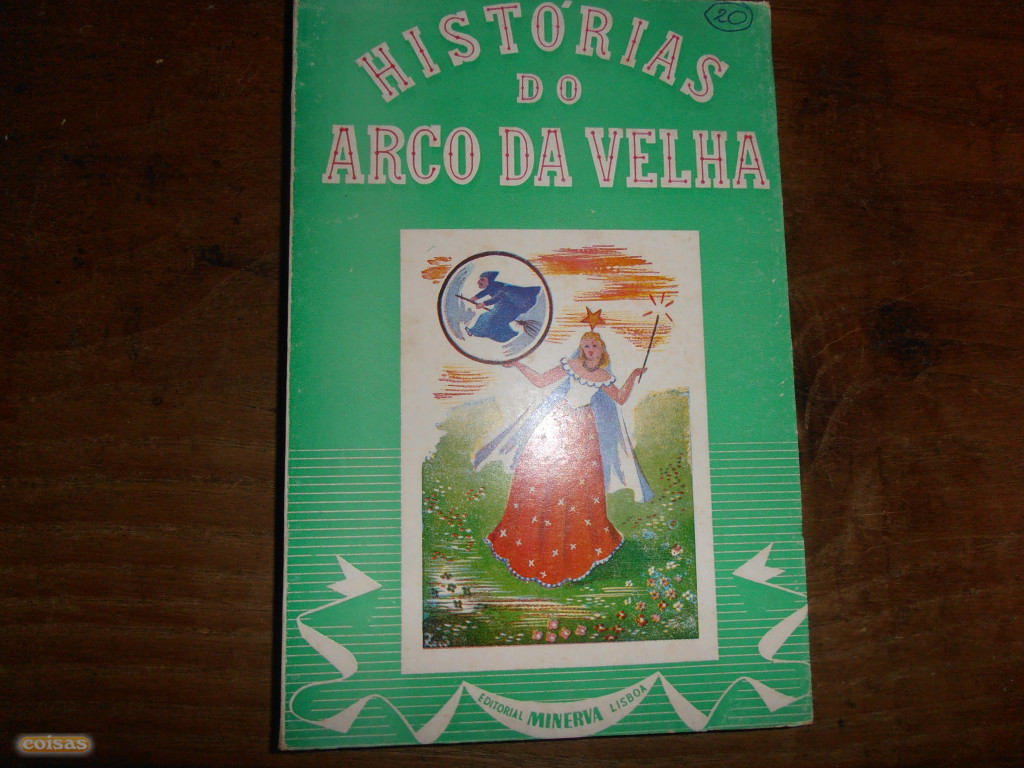 20
HISTÓRIAS
DO
ARCO DA VELHA
EDITORIAL MINERVA LISBOA
coisas